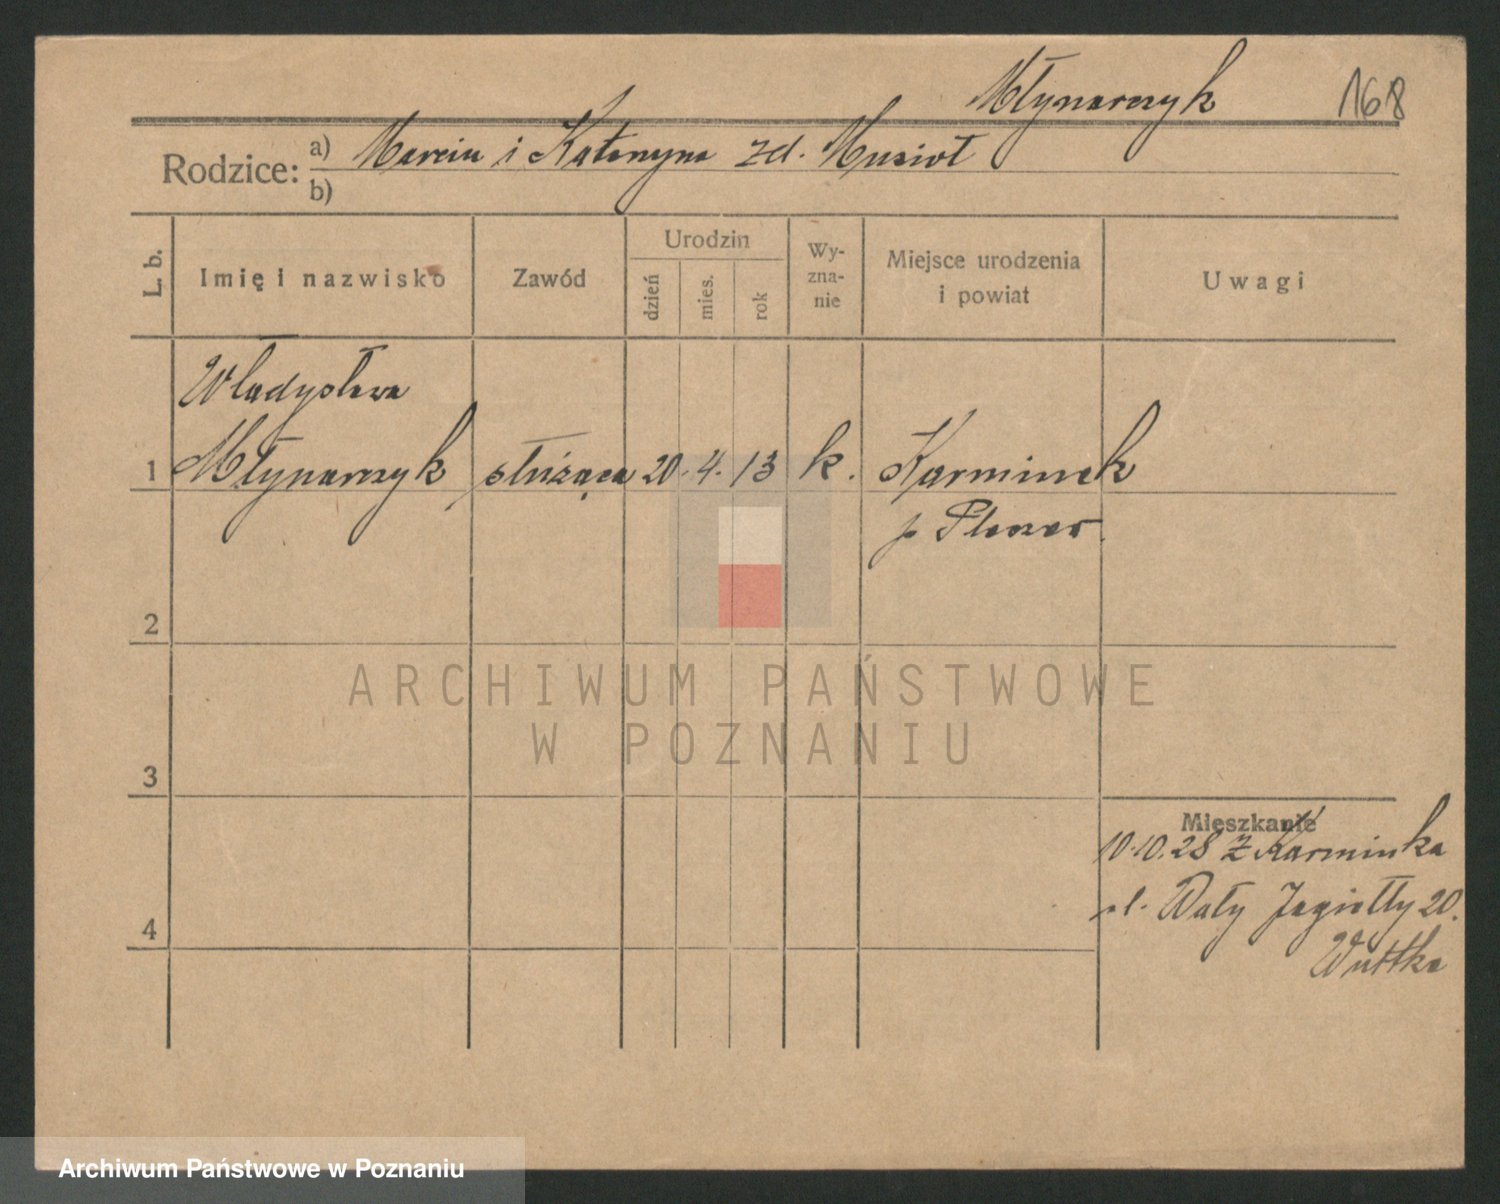 Młynarczyk 168
Rodzice: a) Marcin i Katarzyna zd. Musioł
b)
L. b.
Imię i nazwisko
Zawód
Urodzin
dzień
mies.
rok
Wy-
zna-
nie
Miejsce urodzenia
i powiat
Uwagi
Władysława
1 Młynarczyk służąca 20. 4. 13 k. Karminek
p Pleszew
2
ARCHIWUM PAŃSTWOWE
W POZNANIU
3
Mieszkanie
10.10.28 z Karminka
ul. Wały Jagiełły 20.
4
Wuttke
Archiwum Państwowe w Poznaniu